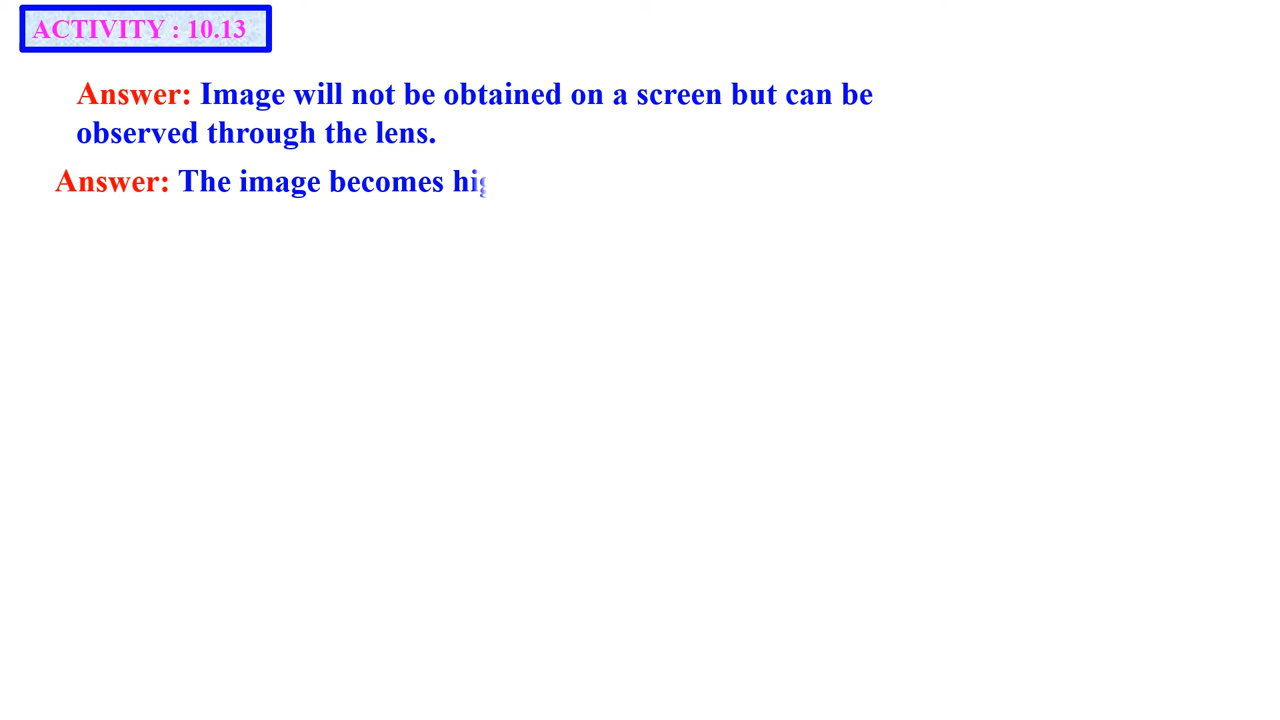 ACTIVITY : 10.13
Answer: Image will not be obtained on a screen but can be
observed through the lens.
Answer: The image becomes